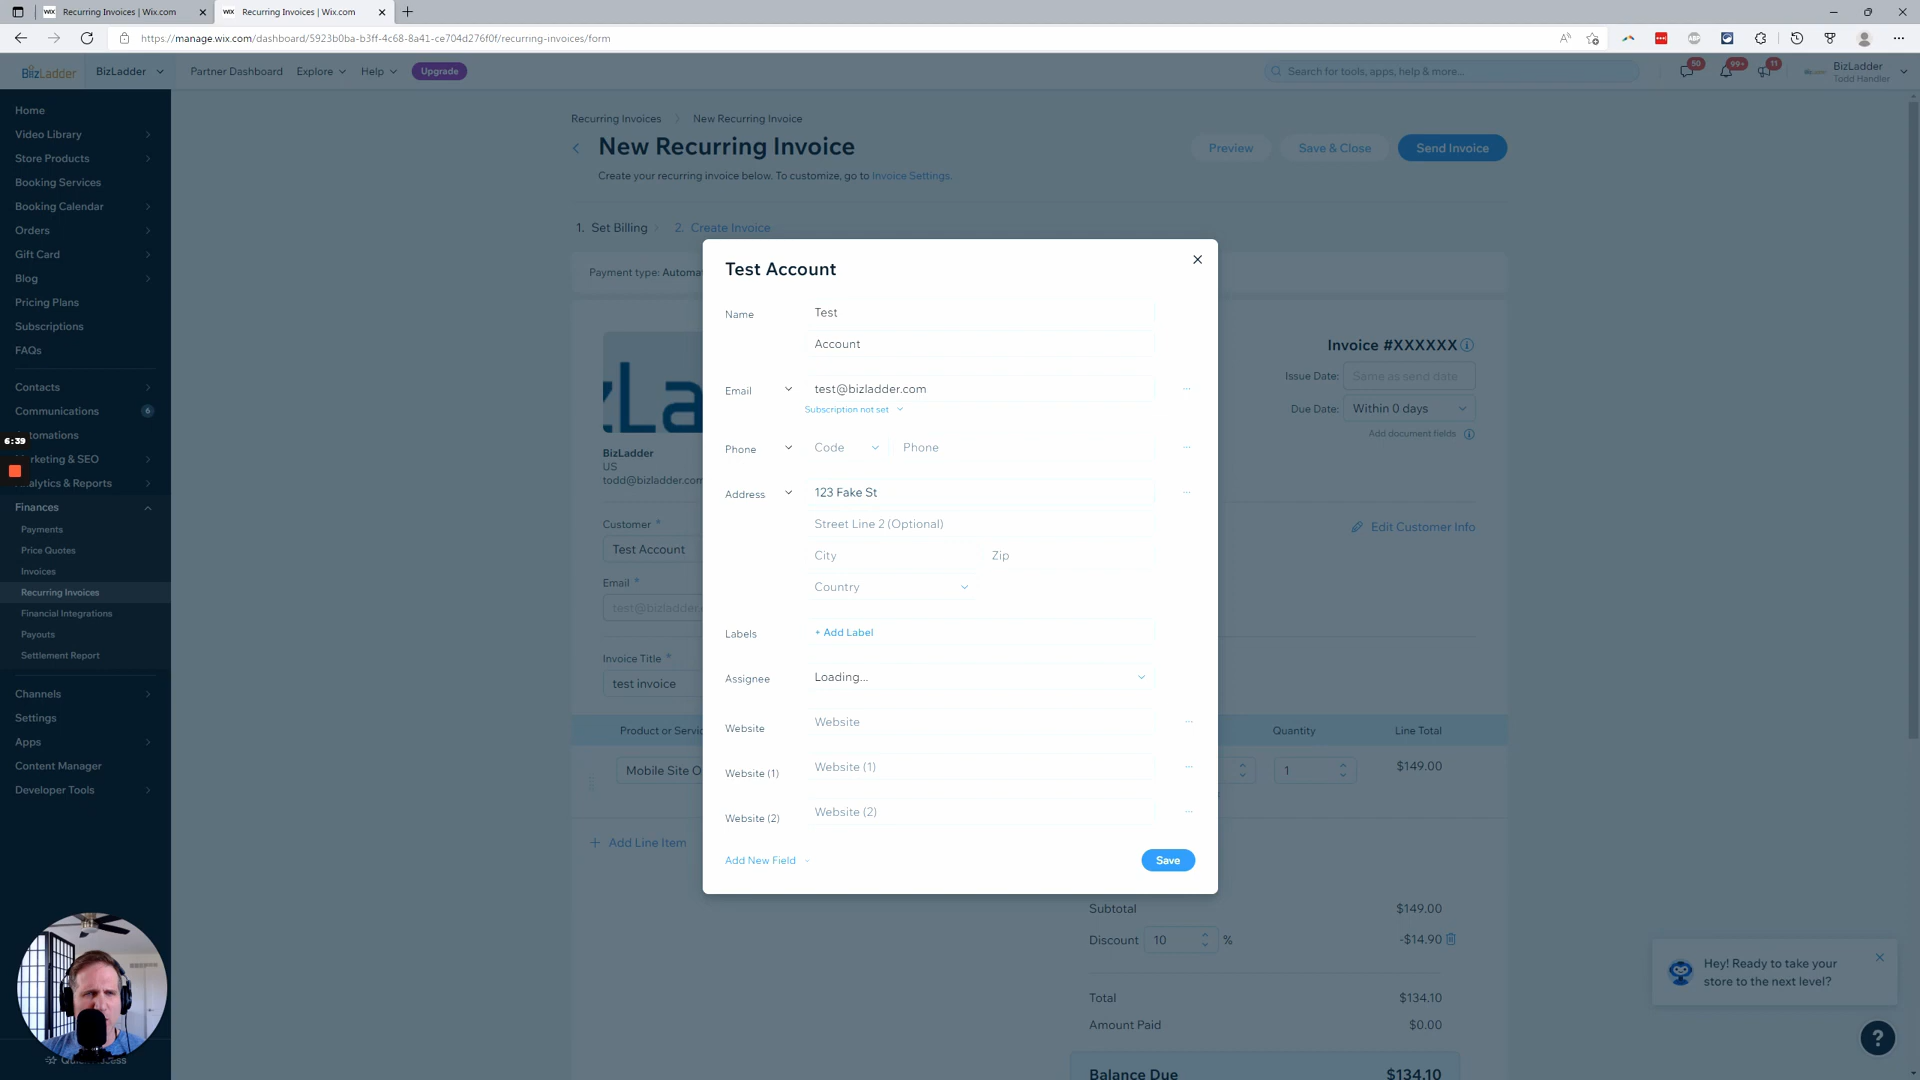 Recurring Invoices | Wix.com
Recurring Invoices | Wix.com
https://manage.wix.com/dashboard/5923b0ba-b3ff-4c68-8a41-ce704d276f0f/recurring-invoices/form
BizLadder
BizLadder
Partner Dashboard
Explore
Help
Upgrade
Search for tools, apps, help & more...
50
99+
11
BizLadder
Todd Handler
Home
Video Library
Store Products
Booking Services
Booking Calendar
Orders
Gift Card
Blog
Pricing Plans
Subscriptions
FAQs
Contacts
Communications
6
tomations
6:39
rketing & SEO
alytics & Reports
Finances
Payments
Price Quotes
Invoices
Recurring Invoices
Financial Integrations
Payouts
Settlement Report
Channels
Settings
Apps
Content Manager
Developer Tools
Recurring Invoices
New Recurring Invoice
New Recurring Invoice
Preview
Save & Close
Send Invoice
Create your recurring invoice below. To customize, go to Invoice Settings.
1. Set Billing
2. Create Invoice
Payment type: Automa
Invoice #XXXXXX
Issue Date:
Same as send date
Due Date:
Within 0 days
Add document fields
BizLadder
US
todd@bizladder.com
Customer *
Test Account
Edit Customer Info
Email *
test@bizladder.
Invoice Title *
test invoice
Product or Servic
Quantity
Line Total
Mobile Site O
1
$149.00
+ Add Line Item
Test Account
Name
Test
Account
Email
test@bizladder.com
Subscription not set
Phone
Code
Phone
Address
123 Fake St
Street Line 2 (Optional)
City
Zip
Country
Labels
+ Add Label
Assignee
Loading...
Website
Website
Website (1)
Website (1)
Website (2)
Website (2)
Add New Field
Save
Subtotal
$149.00
Discount
10
%
-$14.90
Total
$134.10
Amount Paid
$0.00
Balance Due
$134.10
Hey! Ready to take your
store to the next level?
?